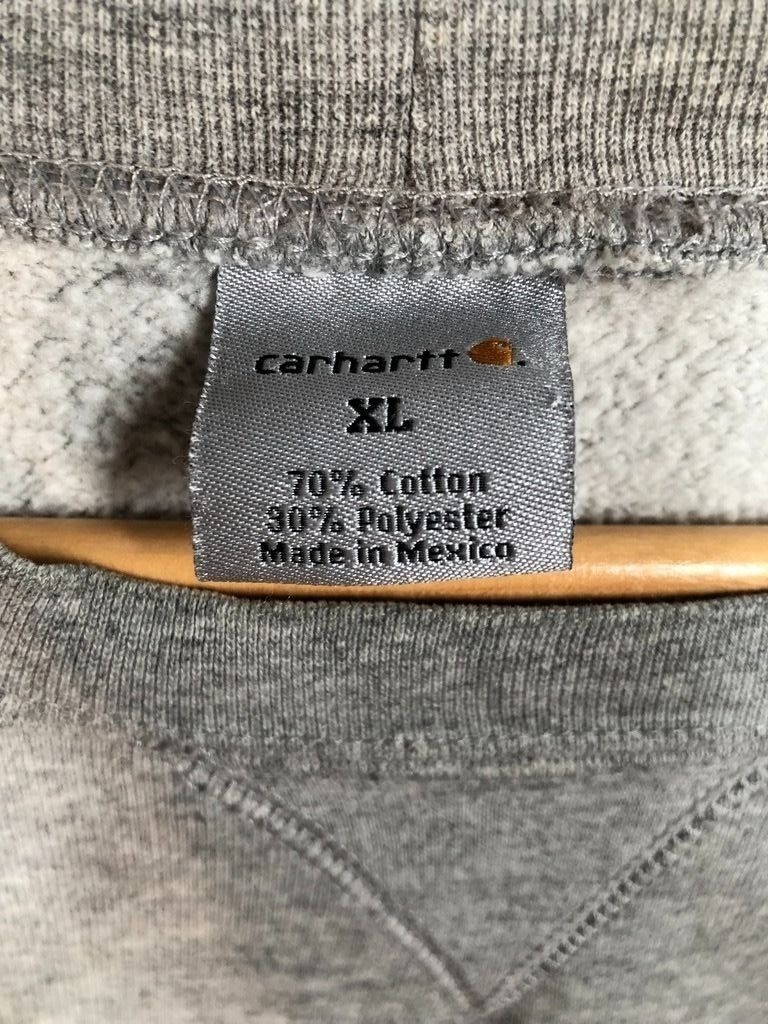 carhartt
XL
70% Cotton
30% Polyester
Made in Mexico